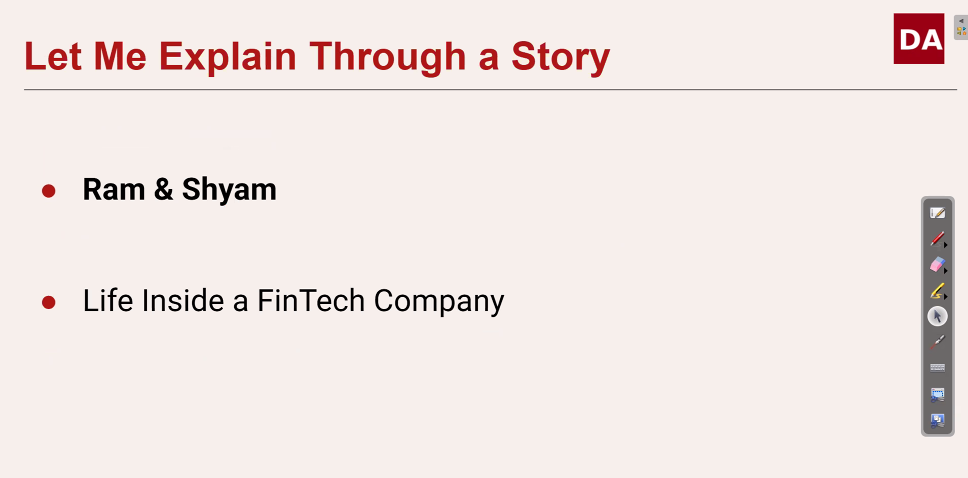 Let Me Explain Through a Story
DA
Ram & Shyam
Life Inside a FinTech Company